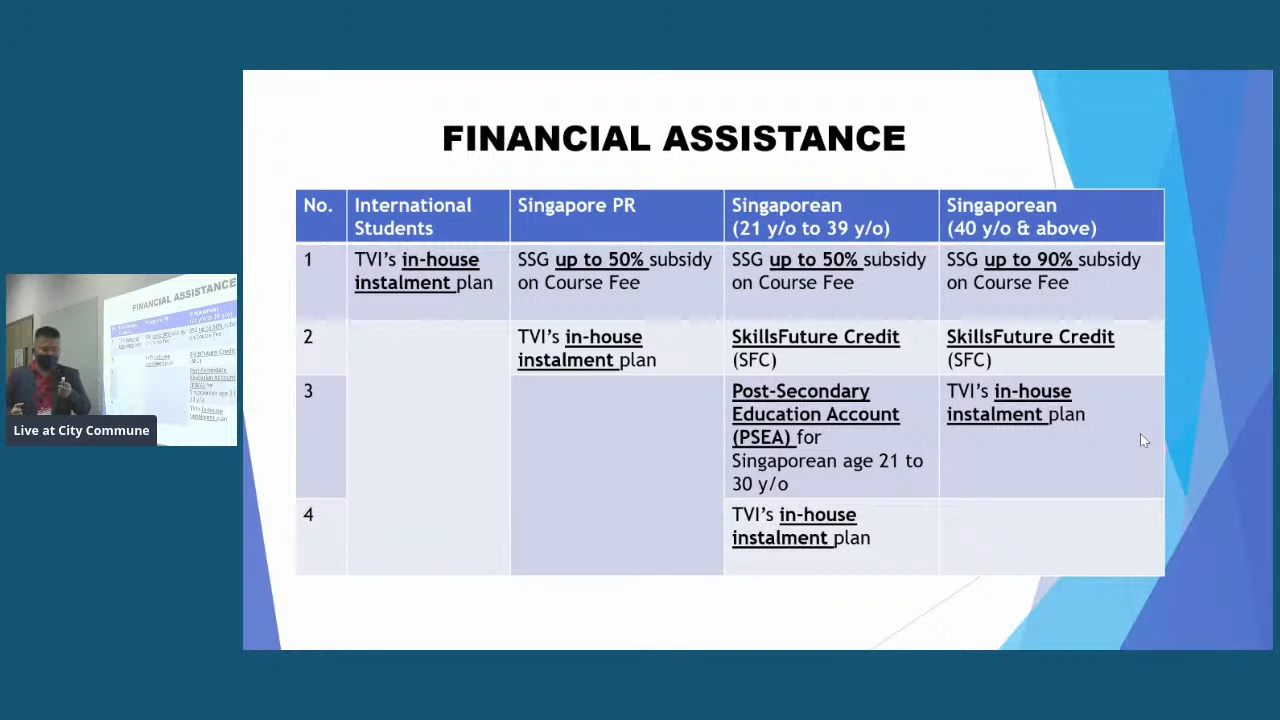 FINANCIAL ASSISTANCE
No.
International
Students
Singapore PR
Singaporean
(21 y/o to 39 y/o)
Singaporean
(40 y/o & above)
1
TVI's in-house
instalment plan
SSG up to 50% subsidy
on Course Fee
SSG up to 50% subsidy
on Course Fee
SSG up to 90% subsidy
on Course Fee
2
TVI's in-house
instalment plan
SkillsFuture Credit
(SFC)
SkillsFuture Credit
(SFC)
3
Post-Secondary
Education Account
(PSEA) for
Singaporean age 21 to
30 y/o
TVI's in-house
instalment plan
4
TVI's in-house
instalment plan
FINANCIAL ASSISTANCE
Live at City Commune